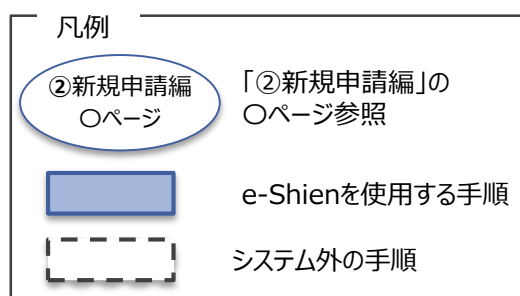 凡例
②新規申請編
〇ページ
「②新規申請編」の
〇ページ参照
e-Shienを使用する手順
システム外の手順